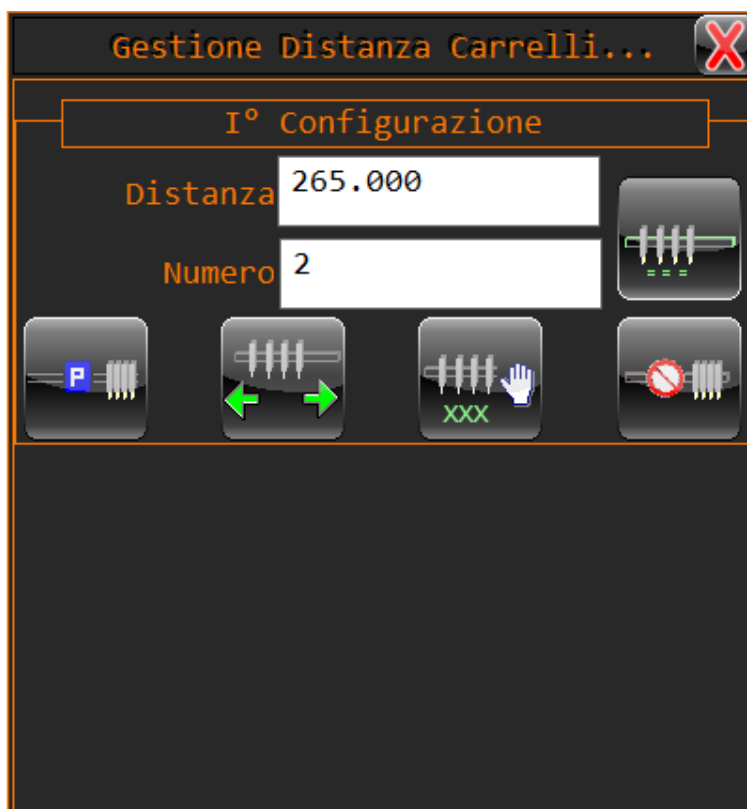 Gestione Distanza Carrelli...
I° Configurazione
Distanza 265.000
Numero 2
= = =
P
XXX